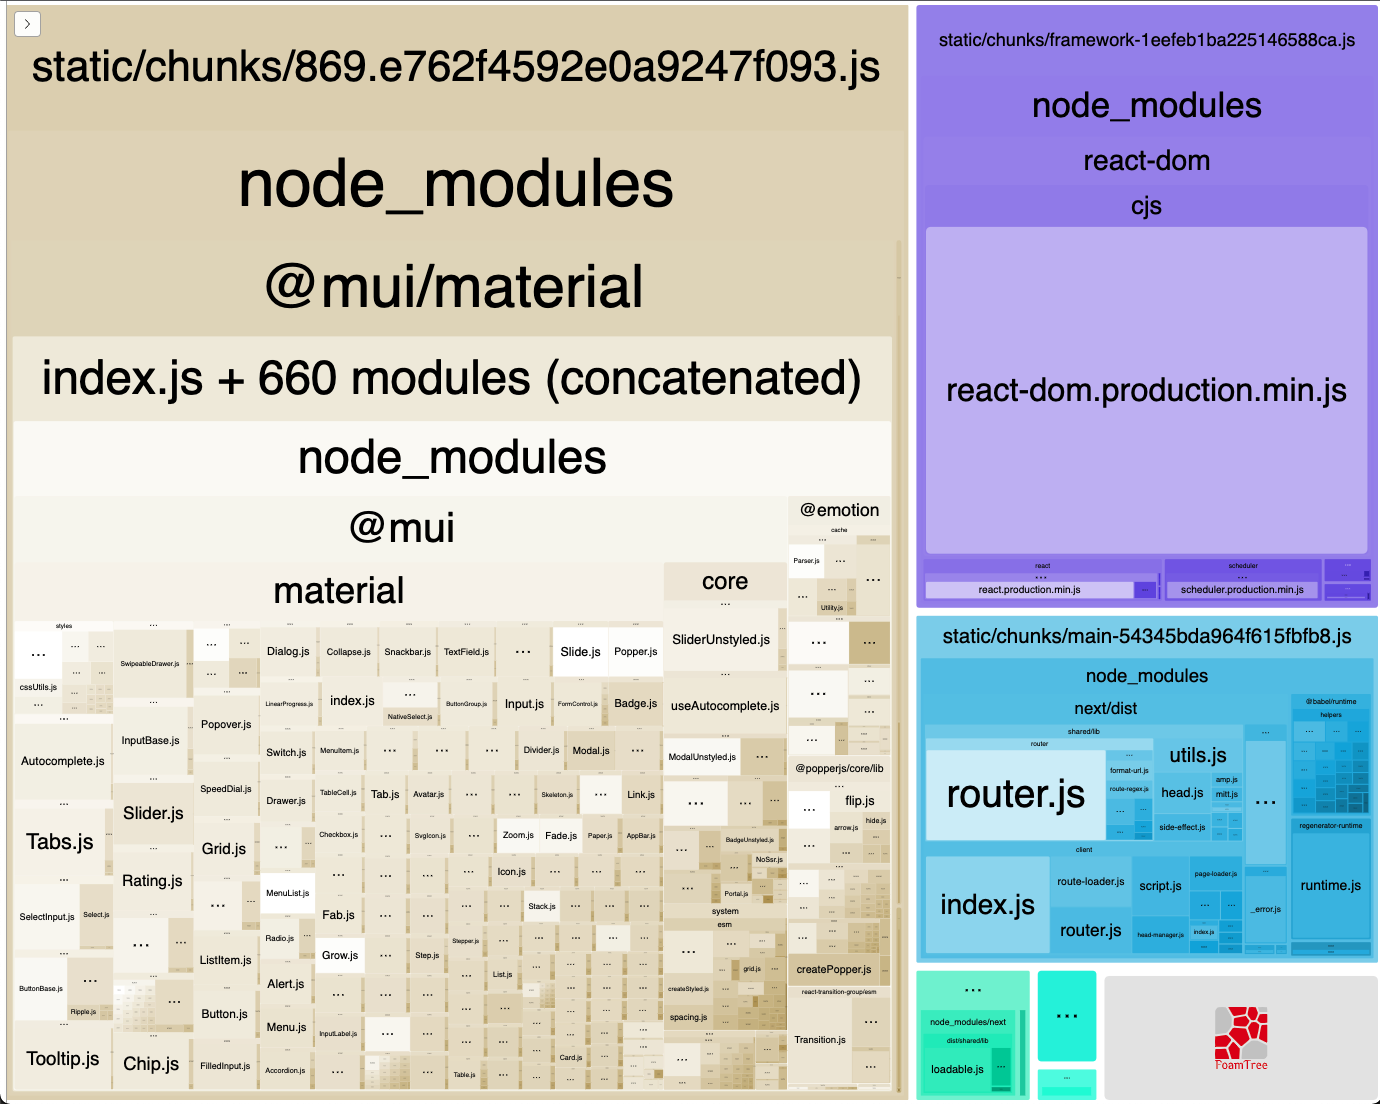 static/chunks/869.e762f4592e0a9247f093.js
node_modules
@mui/material
index.js + 660 modules (concatenated)
node_modules
@mui
material
styles
...
cssUtils.js
Autocomplete.js
Tabs.js
SelectInput.js
Select.js
ButtonBase.js
Ripple.js
Tooltip.js
SwipeableDrawer.js
InputBase.js
Slider.js
Rating.js
Chip.js
Popover.js
SpeedDial.js
Grid.js
ListItem.js
Button.js
FilledInput.js
Dialog.js
LinearProgress.js
Switch.js
Drawer.js
MenuList.js
Radio.js
Alert.js
Menu.js
Accordion.js
Collapse.js
Snackbar.js
TextField.js
Slide.js
Popper.js
index.js
NativeSelect.js
ButtonGroup.js
Input.js
FormControl.js
Badge.js
MenuItem.js
Divider.js
Modal.js
TableCell.js
Tab.js
Avatar.js
Skeleton.js
Link.js
Checkbox.js
SvgIcon.js
Zoom.js
Fade.js
Paper.js
AppBar.js
Icon.js
Fab.js
Stack.js
Grow.js
Stepper.js
Step.js
List.js
InputLabel.js
Card.js
Table.js
core
SliderUnstyled.js
useAutocomplete.js
ModalUnstyled.js
BadgeUnstyled.js
NoSsr.js
Portal.js
system
esm
grid.js
createStyled.js
spacing.js
@emotion
cache
Parser.js
Utility.js
@popperjs/core/lib
flip.js
hide.js
arrow.js
createPopper.js
react-transition-group/esm
Transition.js
static/chunks/framework-1eefeb1ba225146588ca.js
node_modules
react-dom
cjs
react-dom.production.min.js
react
...
react.production.min.js
scheduler
...
scheduler.production.min.js
static/chunks/main-54345bda964f615fbfb8.js
node_modules
next/dist
shared/lib
router
router.js
format-url.js
route-regex.js
utils.js
head.js
amp.js
mitt.js
side-effect.js
client
index.js
route-loader.js
router.js
script.js
head-manager.js
page-loader.js
index.js
...
_error.js
@babel/runtime
helpers
regenerator-runtime
runtime.js
...
node_modules/next
dist/shared/lib
loadable.js
...
...
FoamTree